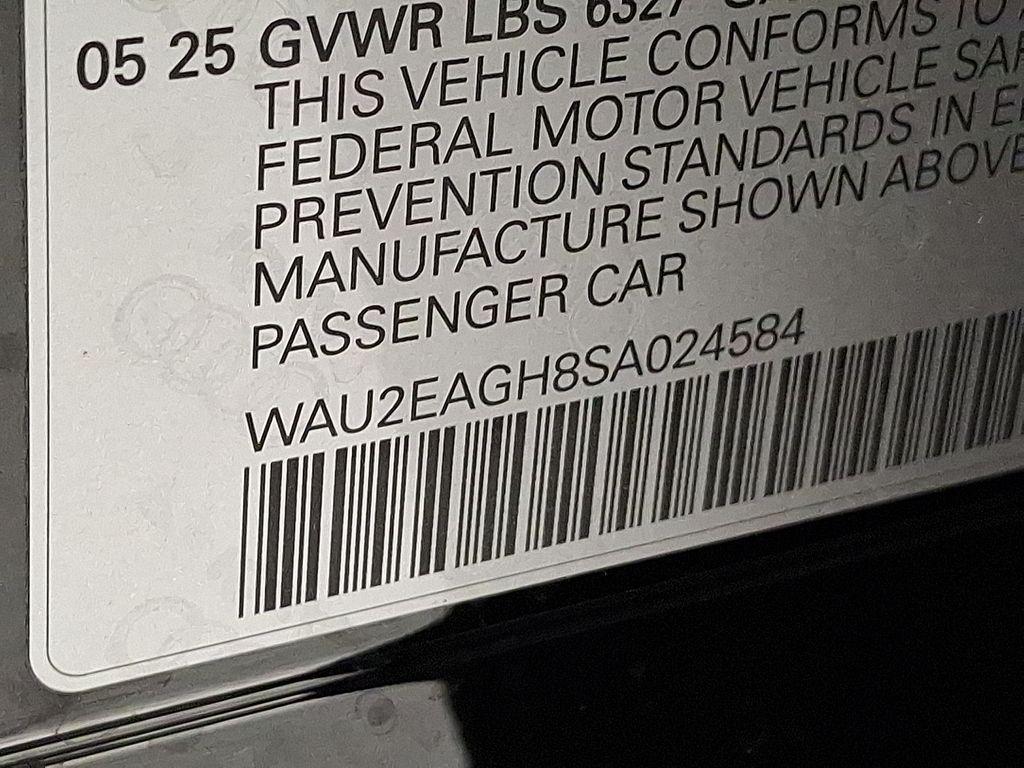 05 25 GVWR LBS 6327
THIS VEHICLE CONFORMS TO
FEDERAL MOTOR VEHICLE
PREVENTION STANDARDS IN
MANUFACTURE SHOWN ABOVE
PASSENGER CAR
WAU2EAGH8SA024584